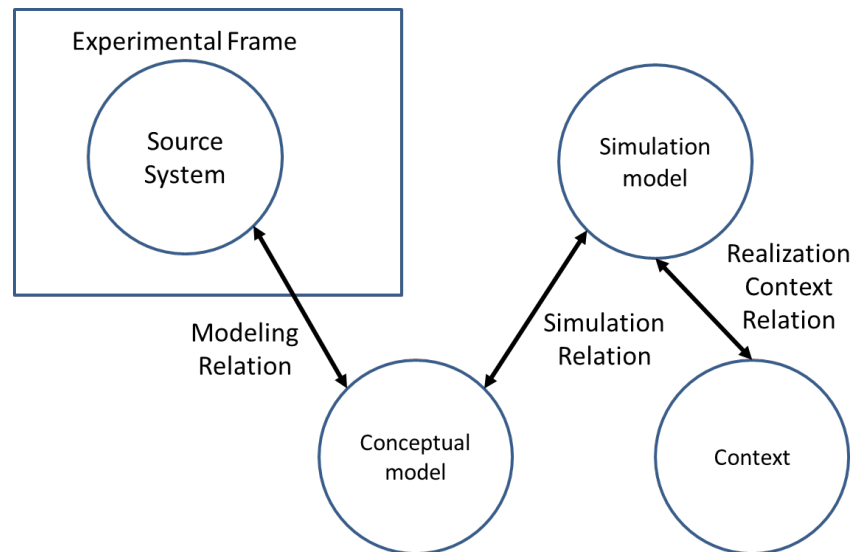 Experimental Frame
Source
System
Simulation
model
Realization
Context
Relation
Modeling
Relation
Simulation
Relation
Conceptual
model
Context